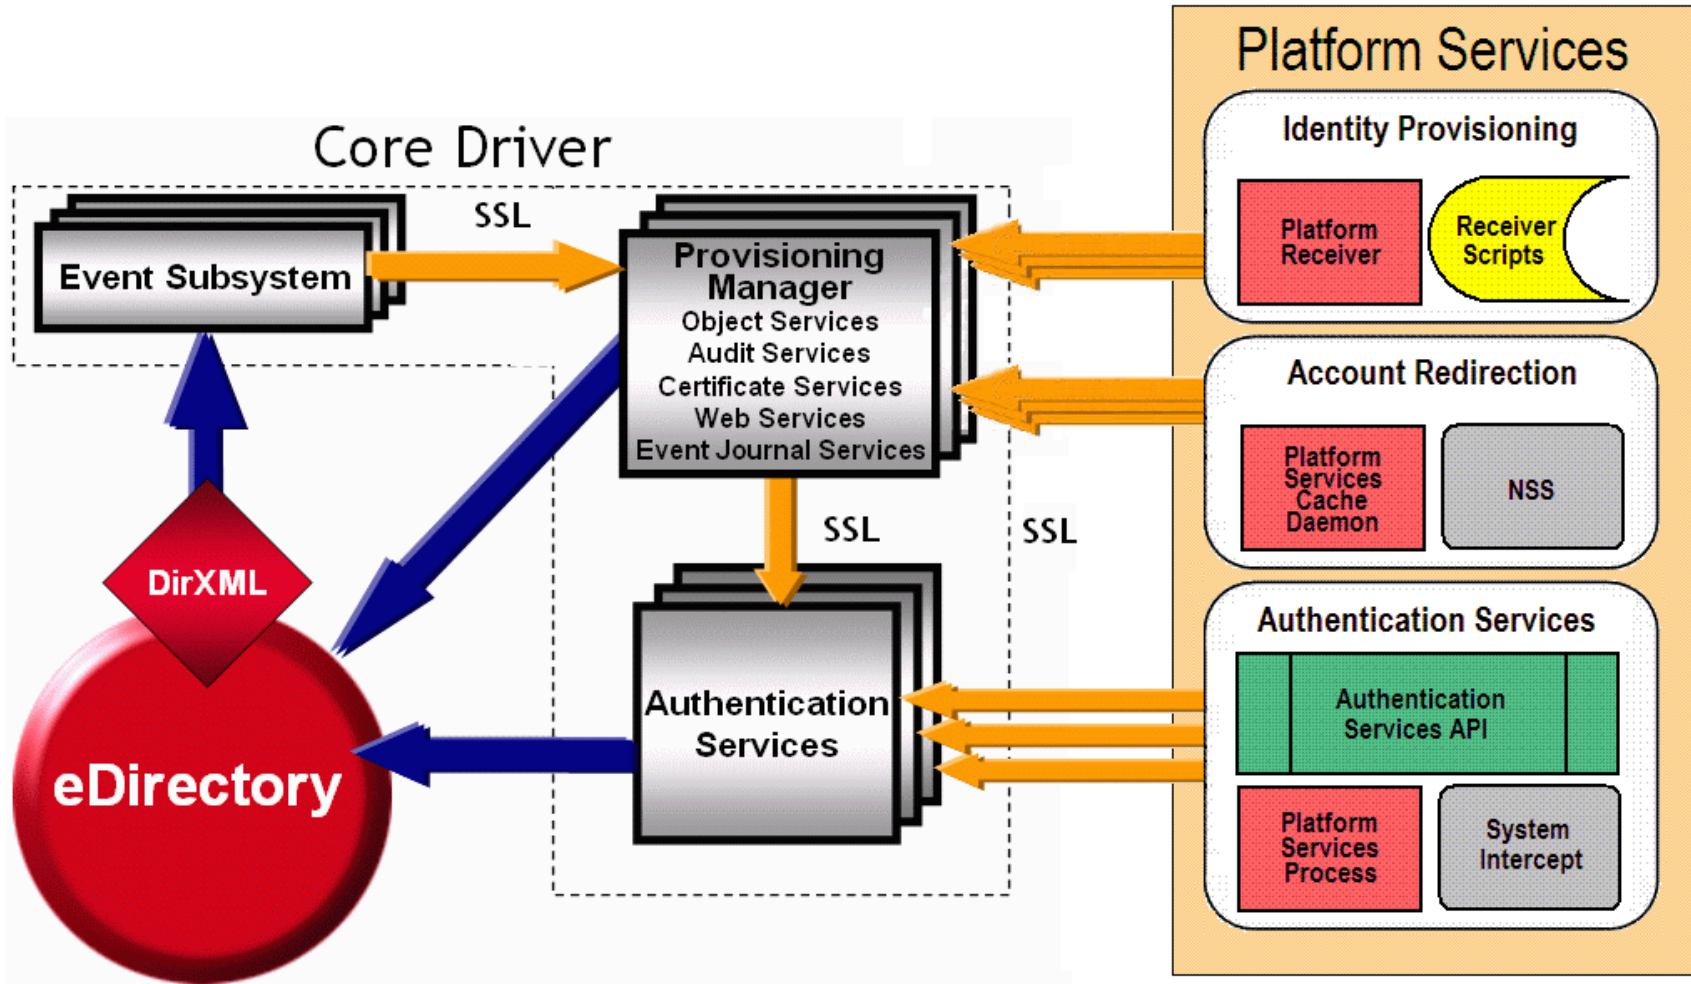 Platform Services
Core Driver
SSL
Event Subsystem
DirXML
eDirectory
Provisioning
Manager
Object Services
Audit Services
Certificate Services
Web Services
Event Journal Services
SSL
SSL
Authentication
Services
Identity Provisioning
Platform
Receiver
Receiver
Scripts
Account Redirection
Platform
Services
Cache
Daemon
NSS
Authentication Services
Authentication
Services API
Platform
Services
Process
System
Intercept